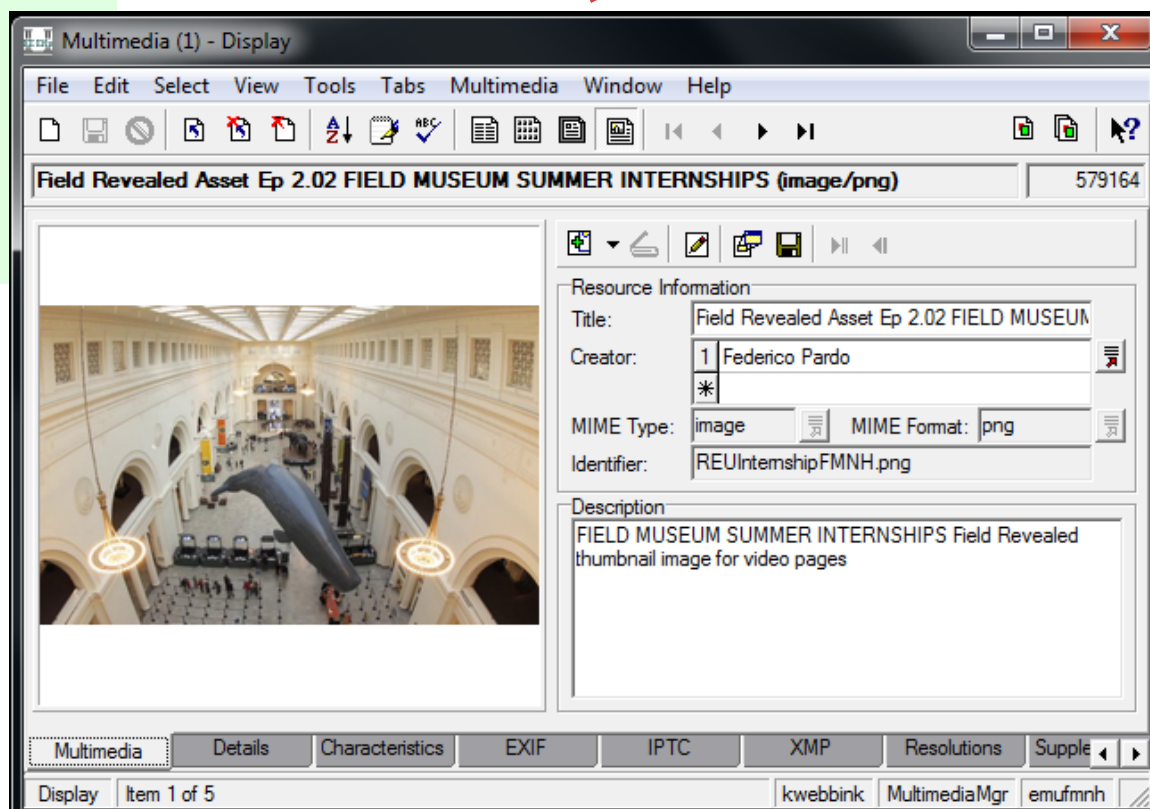 Multimedia (1) - Display
File Edit Select View Tools Tabs Multimedia Window Help
Field Revealed Asset Ep 2.02 FIELD MUSEUM SUMMER INTERNSHIPS (image/png) 579164
Resource Information
Title: Field Revealed Asset Ep 2.02 FIELD MUSEUM
Creator: 1 Federico Pardo
MIME Type: image MIME Format: png
Identifier: REUInternshipFMNH.png
Description
FIELD MUSEUM SUMMER INTERNSHIPS Field Revealed
thumbnail image for video pages
Multimedia Details Characteristics EXIF IPTC XMP Resolutions Supple
Display Item 1 of 5 kwebbink MultimediaMgr emufmnh